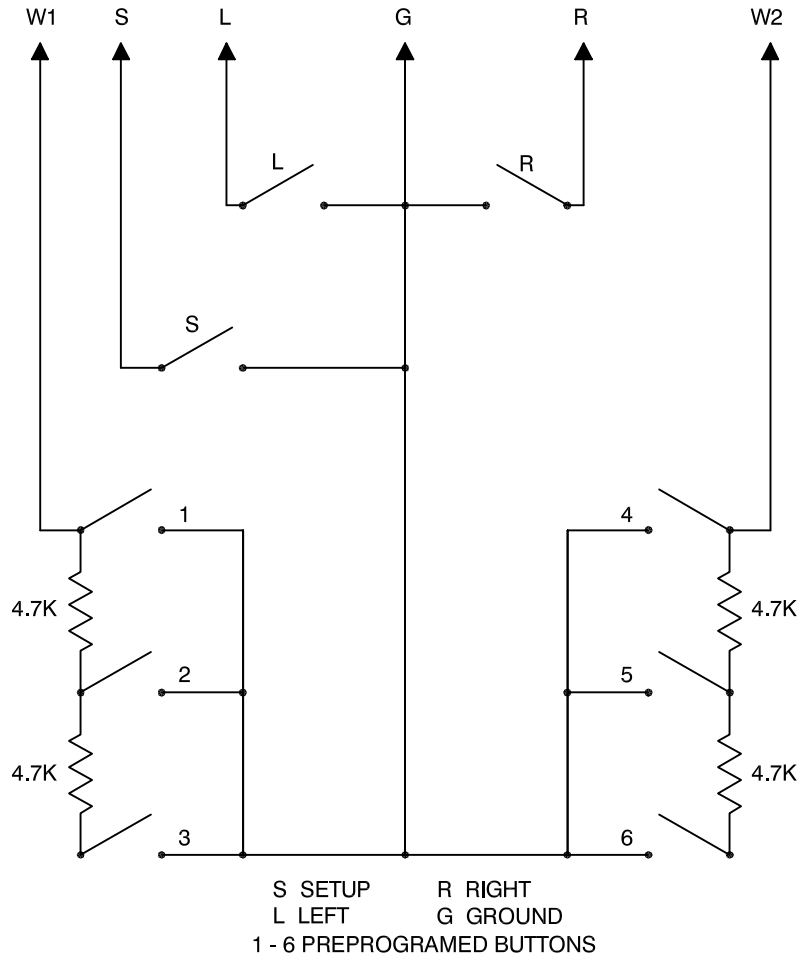 W1 S L G R W2
L R
S
1 4
4.7K 4.7K
2 5
4.7K 4.7K
3 6
S SETUP R RIGHT
L LEFT G GROUND
1 - 6 PREPROGRAMED BUTTONS